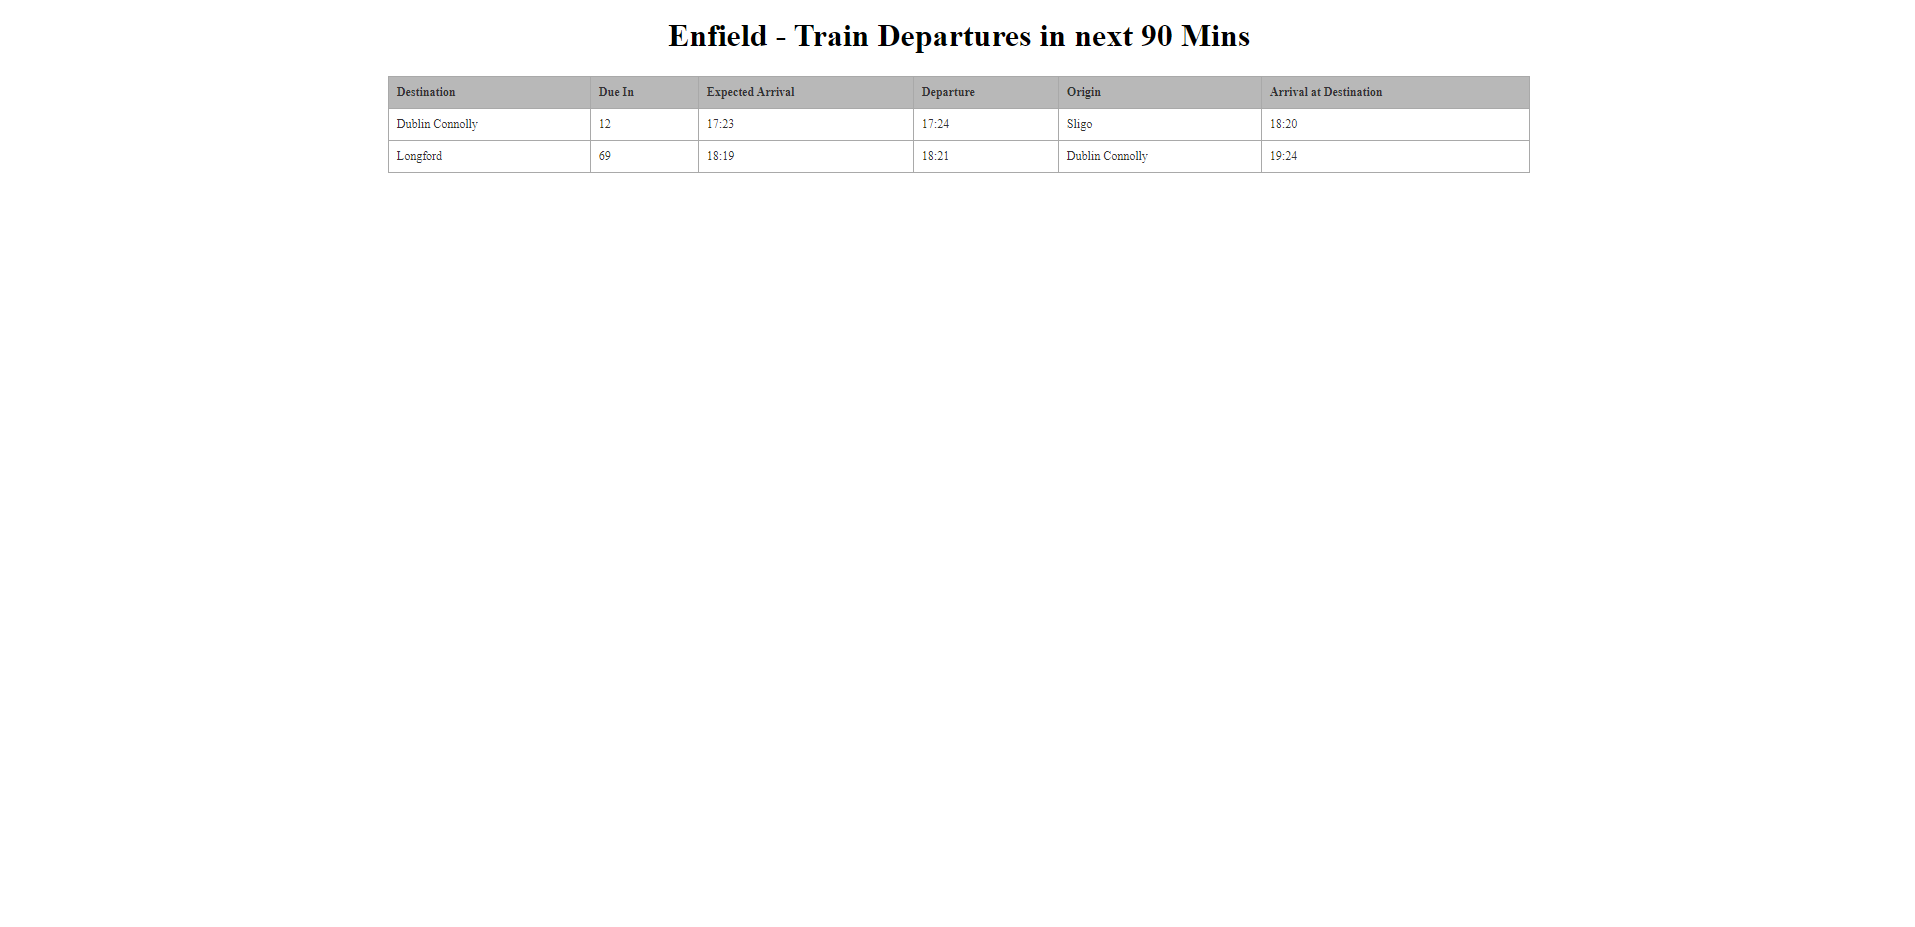 Enfield - Train Departures in next 90 Mins
Destination Due In Expected Arrival Departure Origin Arrival at Destination
Dublin Connolly 12 17:23 17:24 Sligo 18:20
Longford 69 18:19 18:21 Dublin Connolly 19:24